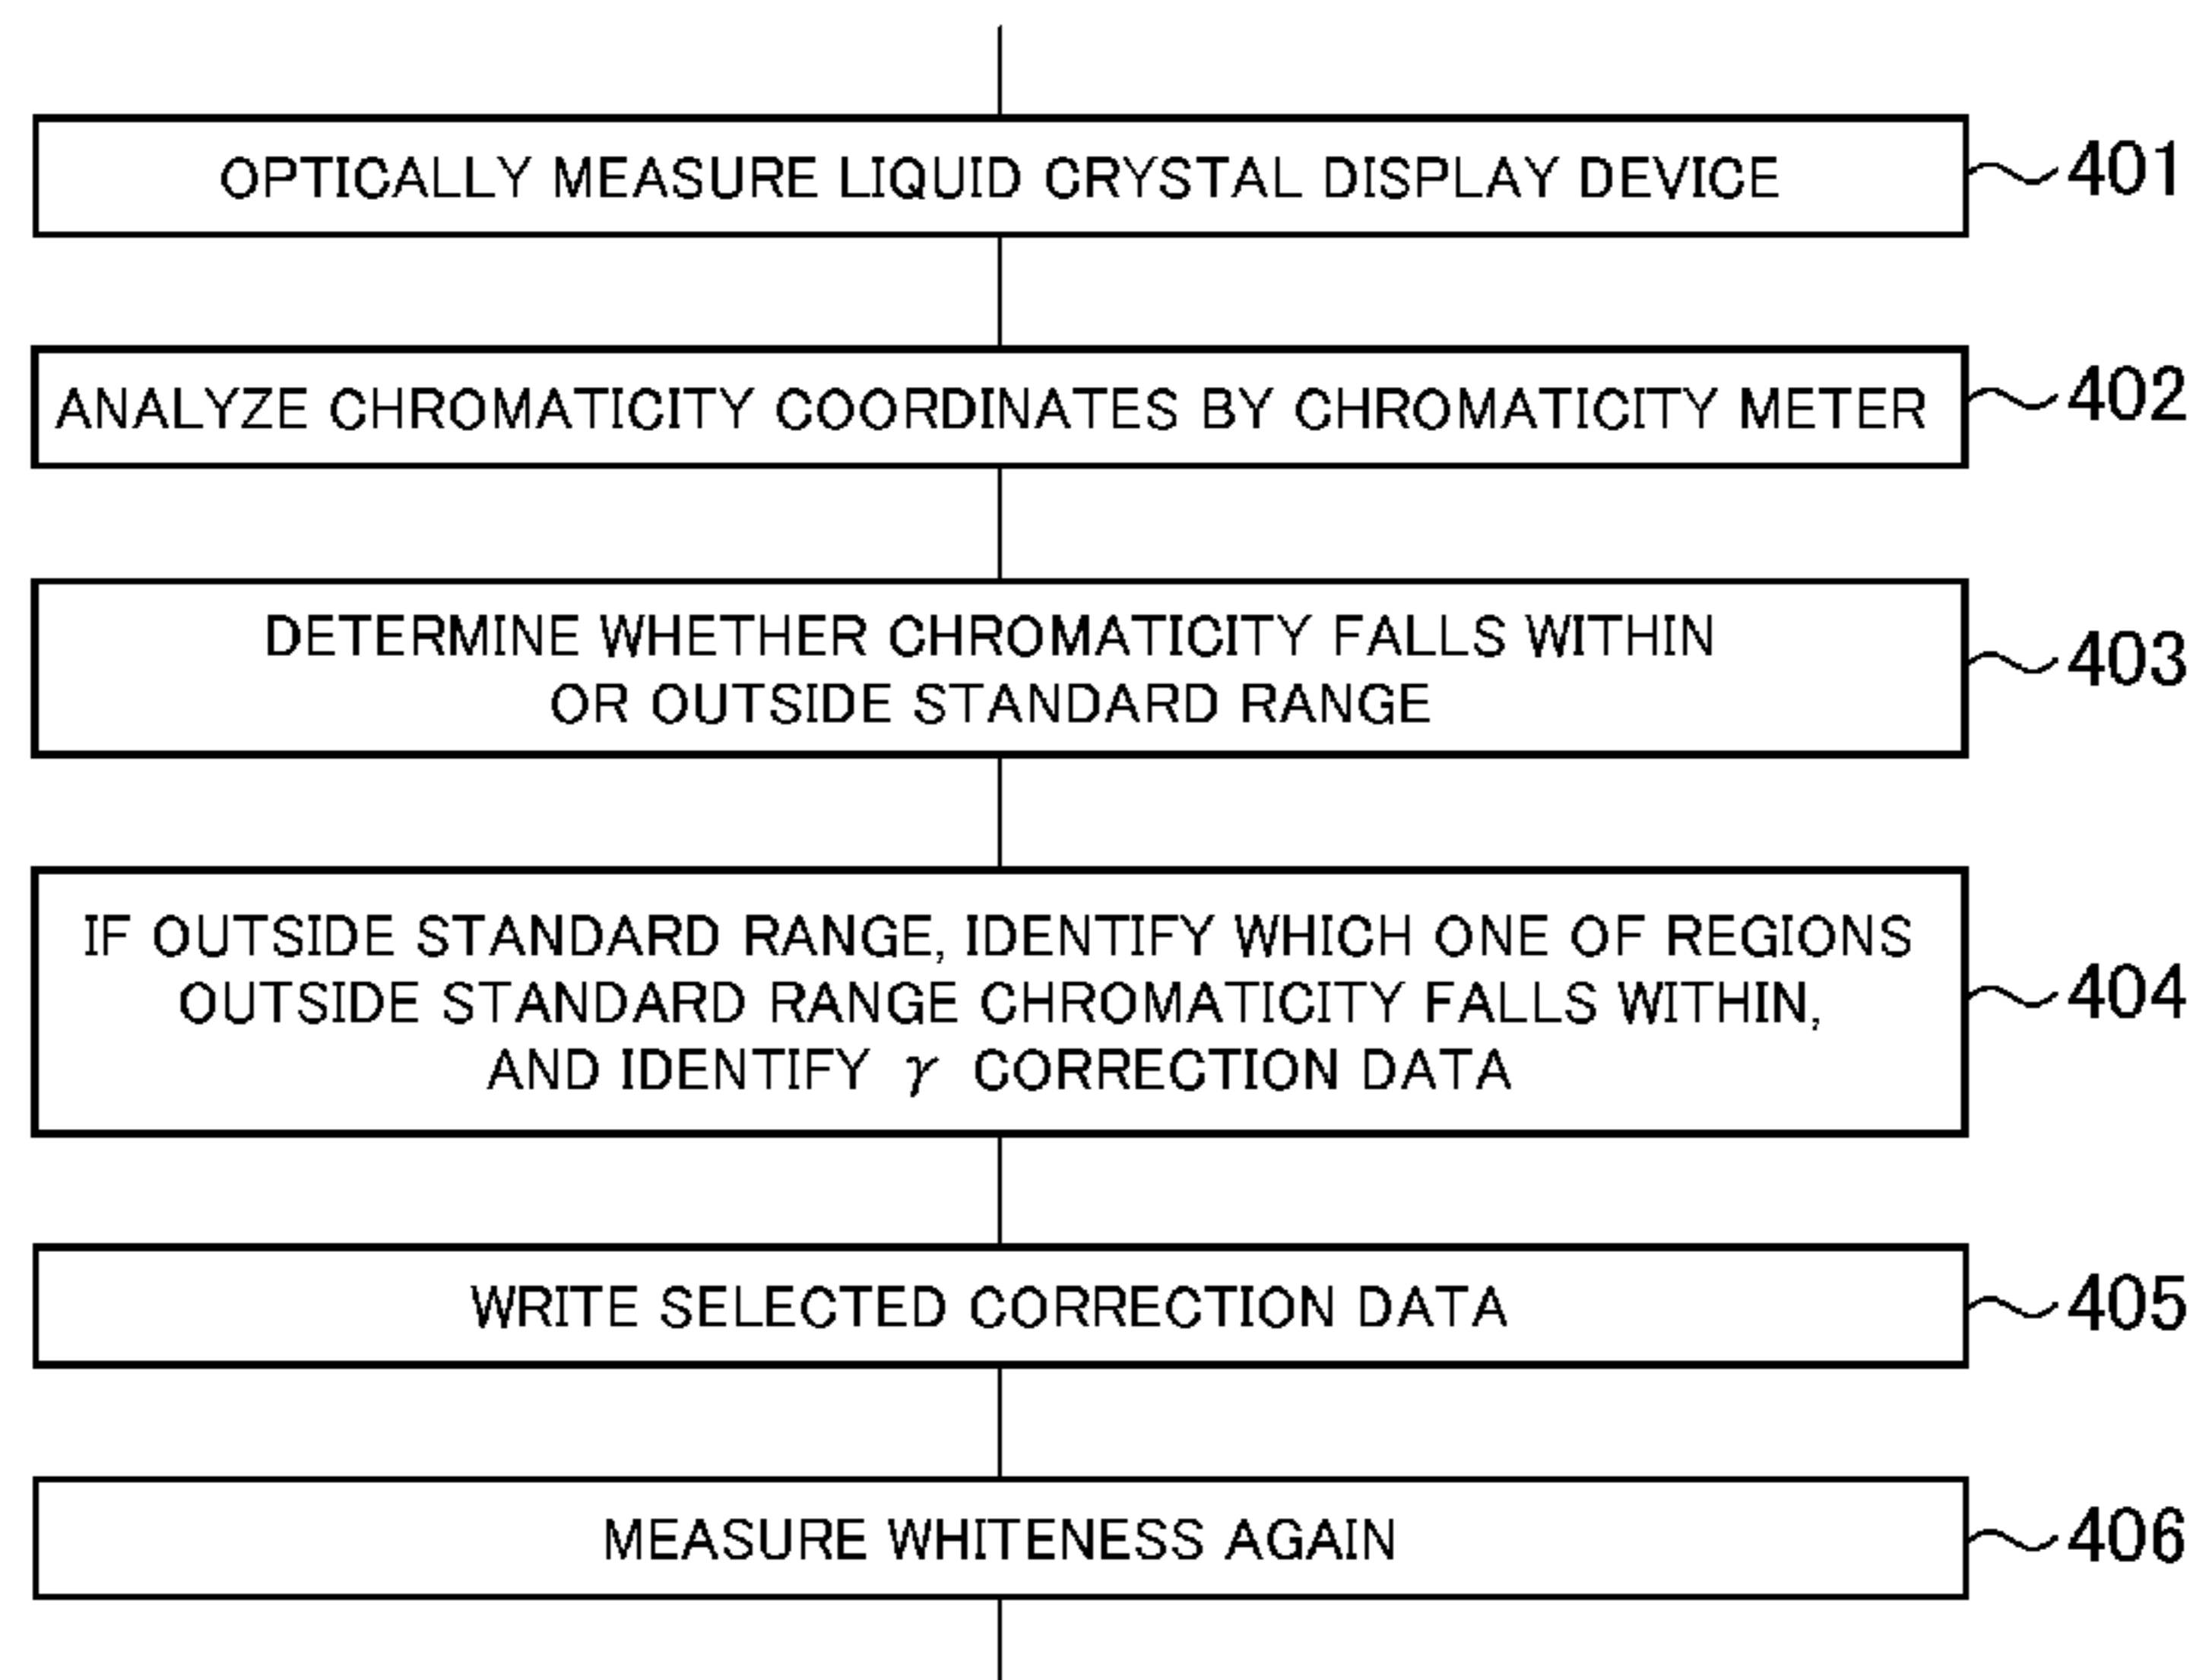 OPTICALLY MEASURE LIQUID CRYSTAL DISPLAY DEVICE
401
ANALYZE CHROMATICITY COORDINATES BY CHROMATICITY METER
402
DETERMINE WHETHER CHROMATICITY FALLS WITHIN
OR OUTSIDE STANDARD RANGE
403
IF OUTSIDE STANDARD RANGE, IDENTIFY WHICH ONE OF REGIONS
OUTSIDE STANDARD RANGE CHROMATICITY FALLS WITHIN,
AND IDENTIFY γ CORRECTION DATA
404
WRITE SELECTED CORRECTION DATA
405
MEASURE WHITENESS AGAIN
406